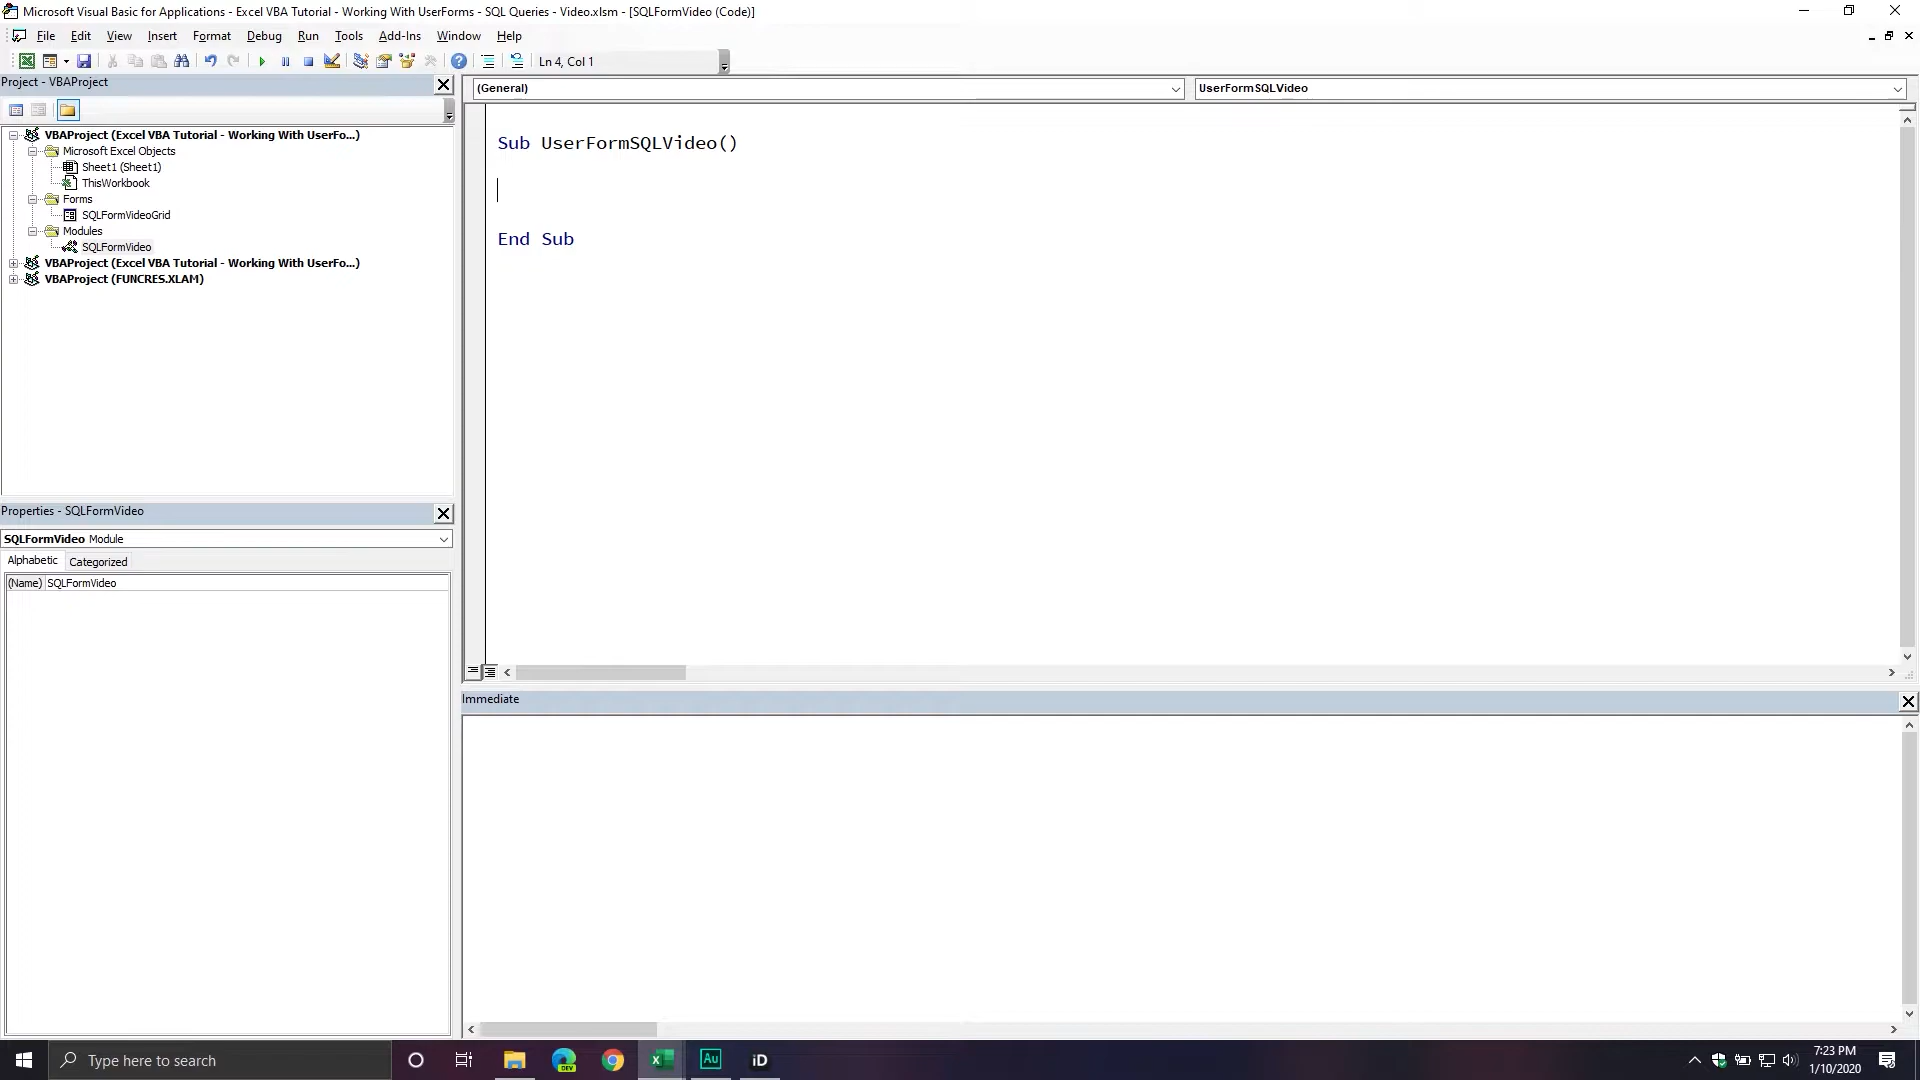 Microsoft Visual Basic for Applications - Excel VBA Tutorial - Working With UserForms - SQL Queries - Video.xlsm - [SQLFormVideo (Code)]
File Edit View Insert Format Debug Run Tools Add-Ins Window Help
Ln 4, Col 1
Project - VBAProject
VBAProject (Excel VBA Tutorial - Working With UserFo...)
Microsoft Excel Objects
Sheet1 (Sheet1)
ThisWorkbook
Forms
SQLFormVideoGrid
Modules
SQLFormVideo
VBAProject (Excel VBA Tutorial - Working With UserFo...)
VBAProject (FUNCRES.XLAM)
Properties - SQLFormVideo
SQLFormVideo Module
Alphabetic Categorized
(Name) SQLFormVideo
(General) UserFormSQLVideo
Sub UserFormSQLVideo()
End Sub
Immediate
Type here to search
DEV
Au
iD
7:23 PM
1/10/2020